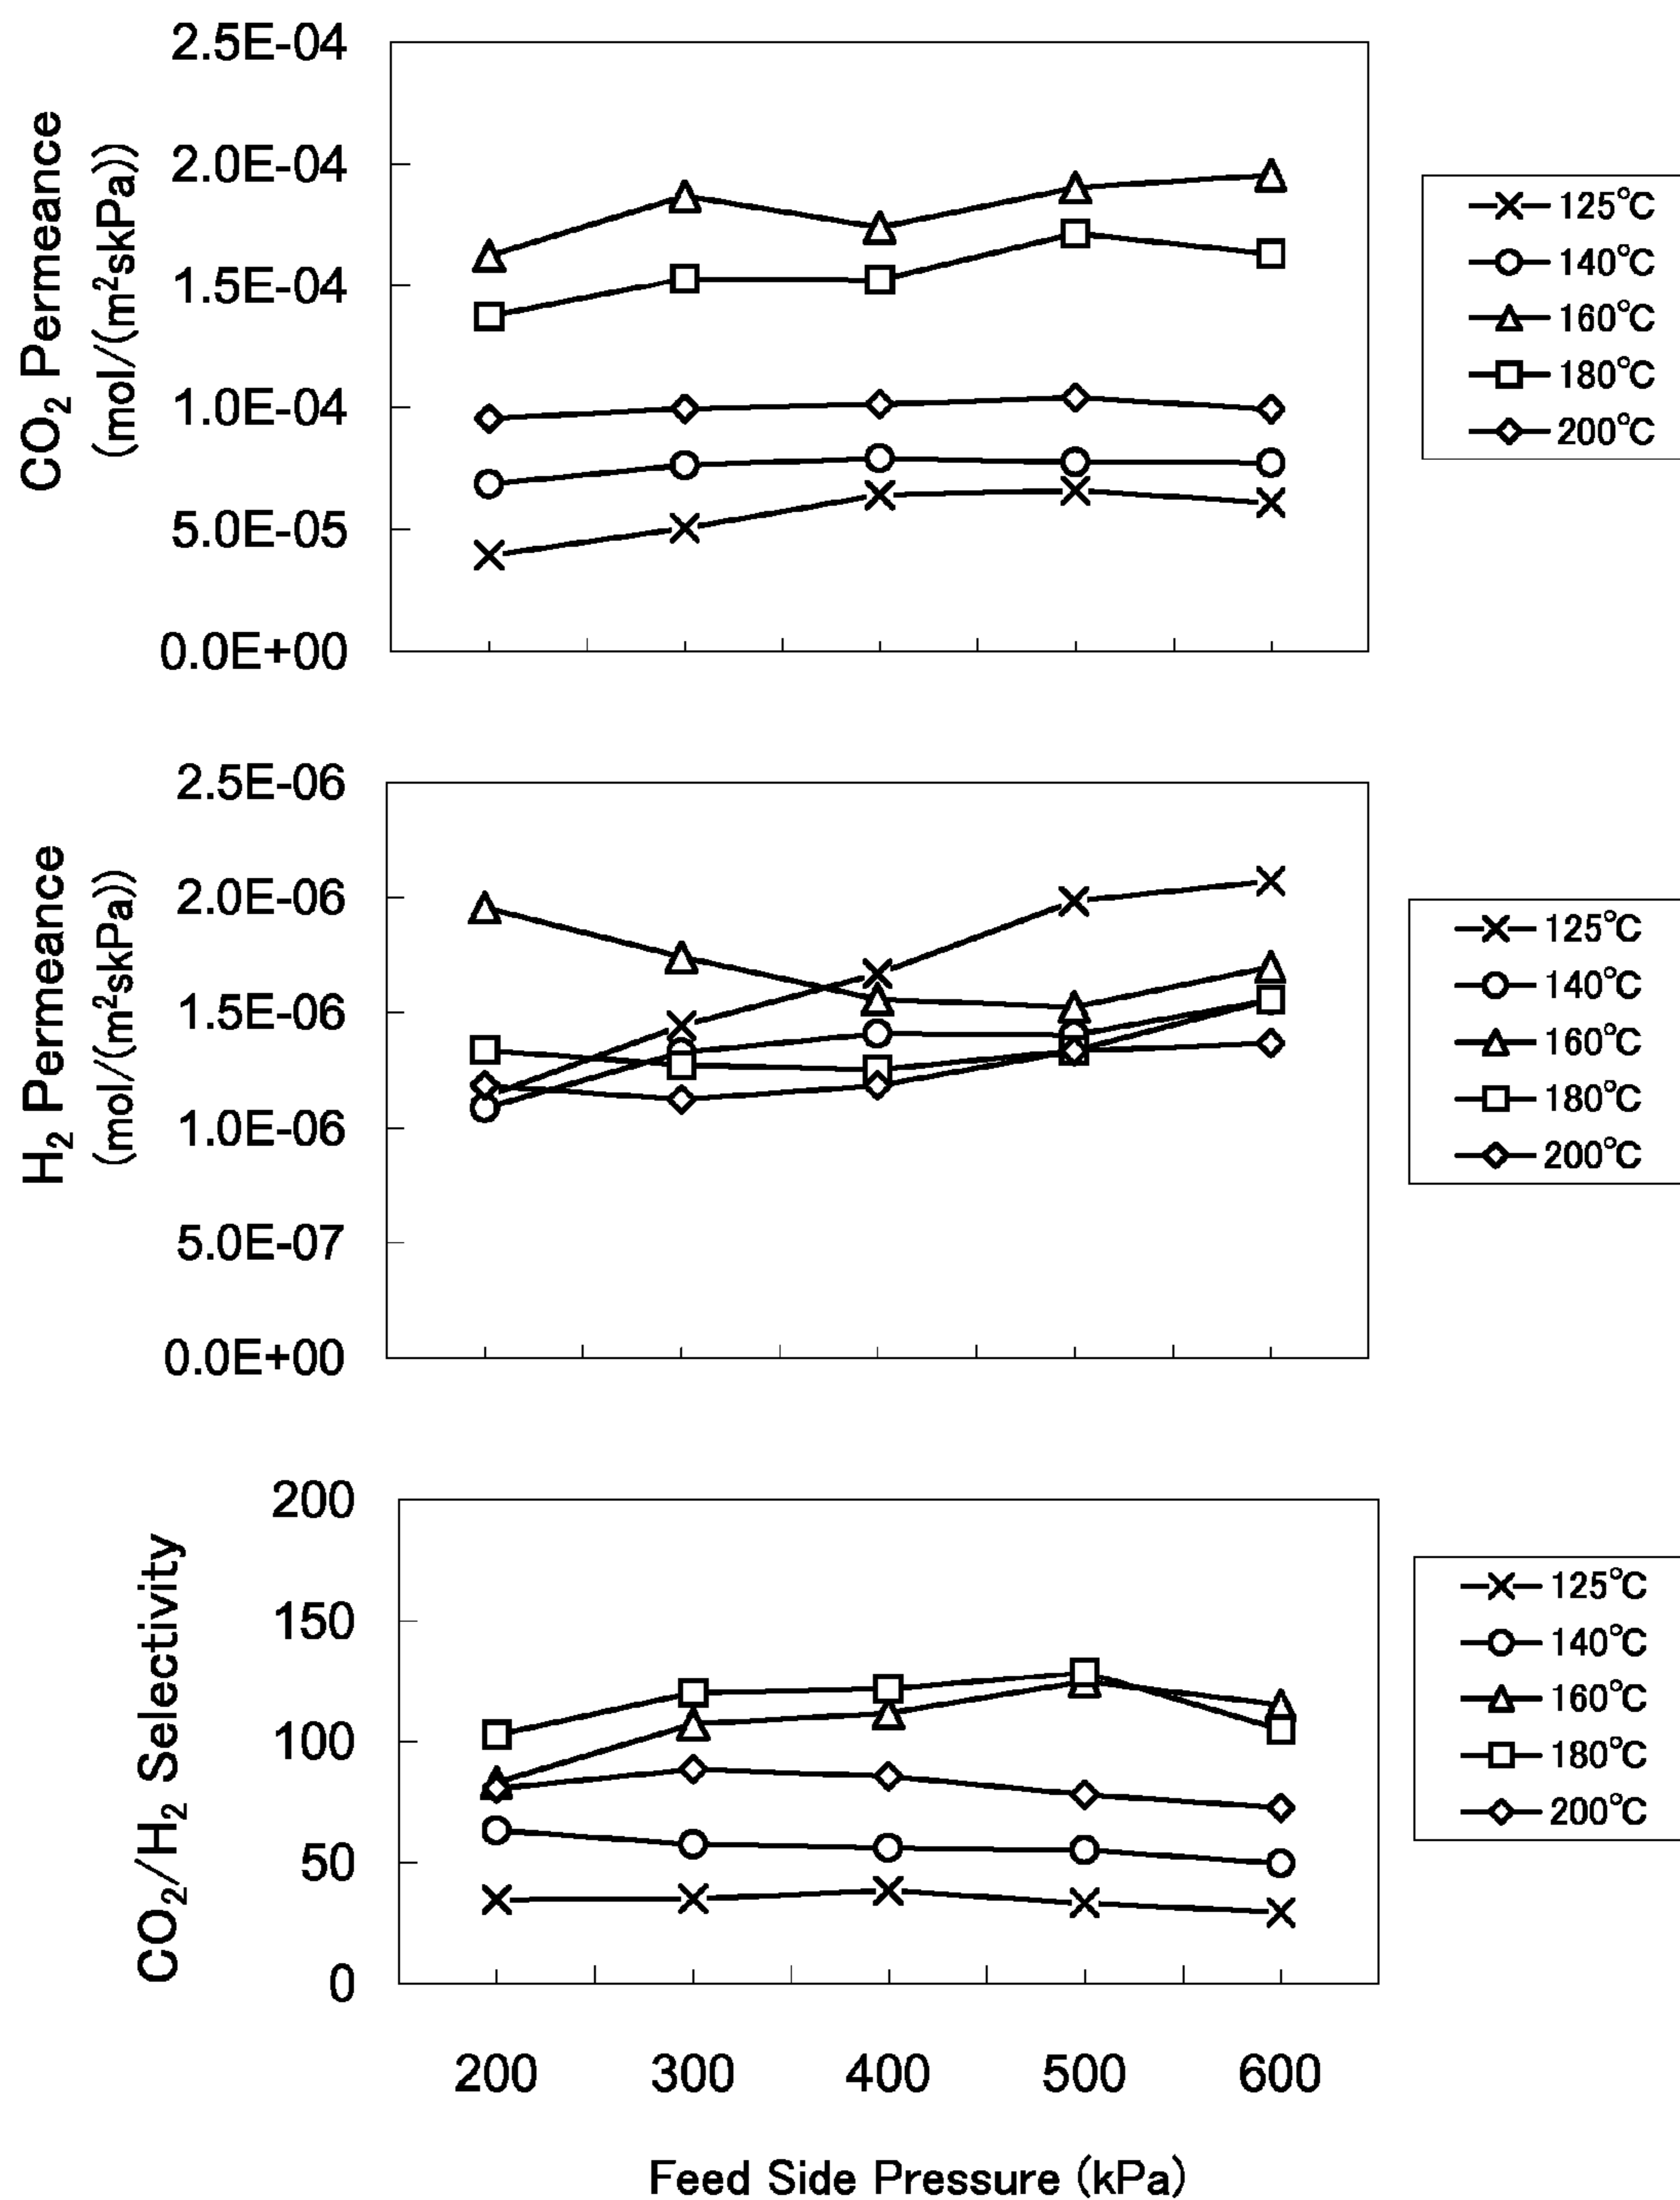 CO₂ Permeance
(mol/(m²skPa))
2.5E-04
2.0E-04
1.5E-04
1.0E-04
5.0E-05
0.0E+00
125℃
140℃
160℃
180℃
200℃
H₂ Permeance
(mol/(m²skPa))
2.5E-06
2.0E-06
1.5E-06
1.0E-06
5.0E-07
0.0E+00
125℃
140℃
160℃
180℃
200℃
CO₂/H₂ Selectivity
200
150
100
50
0
125℃
140℃
160℃
180℃
200℃
200 300 400 500 600
Feed Side Pressure (kPa)